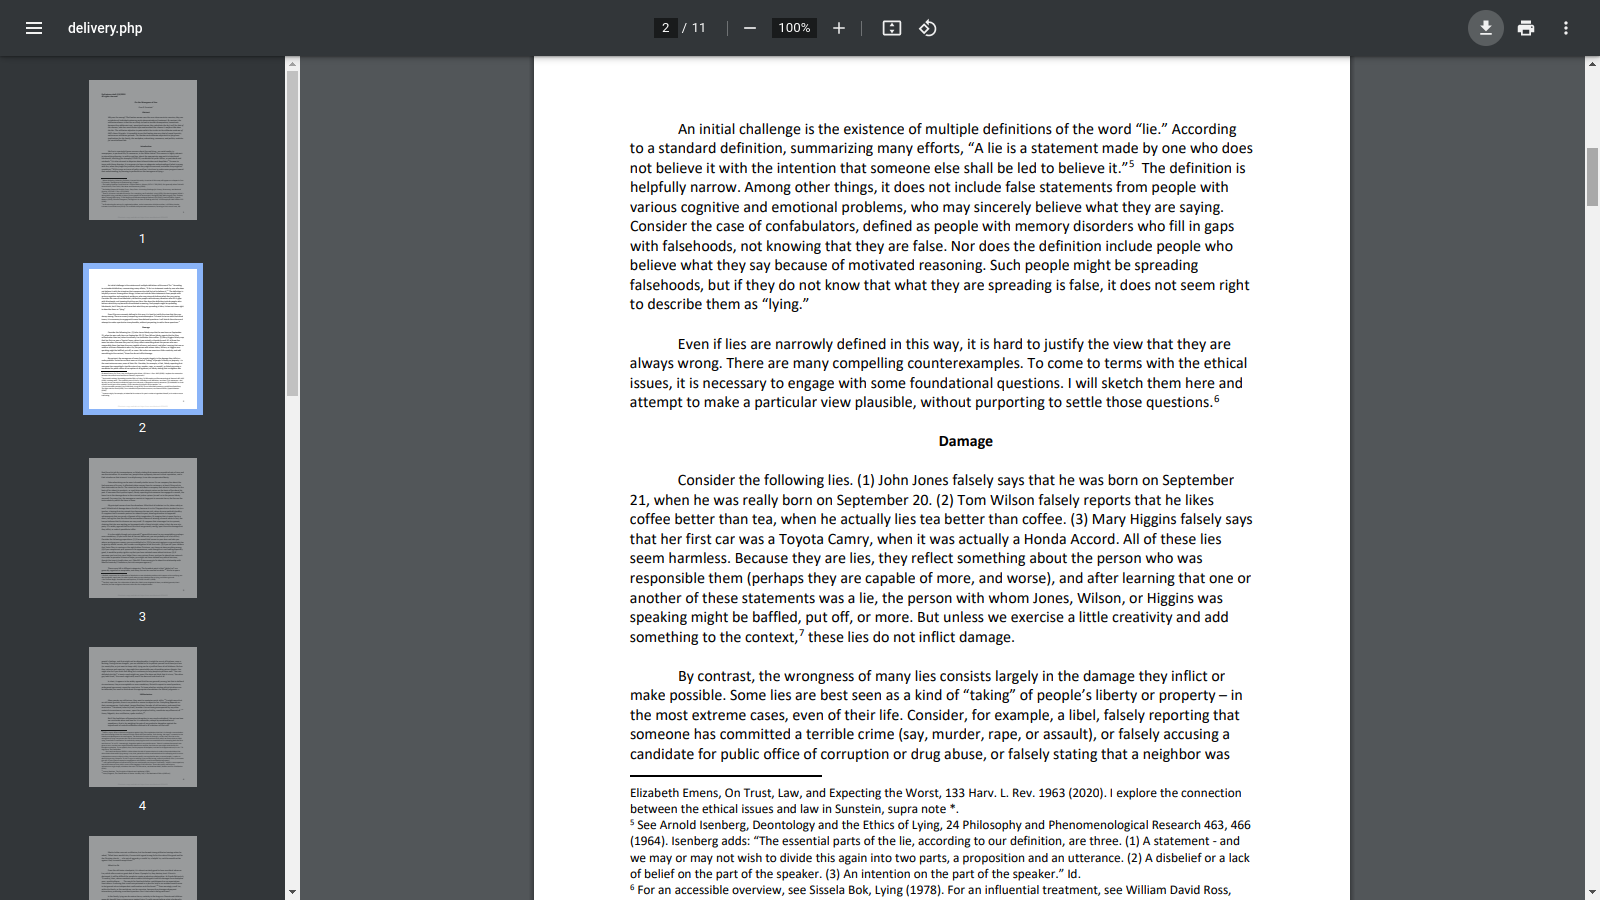 delivery.php
2 / 11
100%
1
2
3
4
An initial challenge is the existence of multiple definitions of the word “lie.” According
to a standard definition, summarizing many efforts, “A lie is a statement made by one who does
not believe it with the intention that someone else shall be led to believe it.”5 The definition is
helpfully narrow. Among other things, it does not include false statements from people with
various cognitive and emotional problems, who may sincerely believe what they are saying.
Consider the case of confabulators, defined as people with memory disorders who fill in gaps
with falsehoods, not knowing that they are false. Nor does the definition include people who
believe what they say because of motivated reasoning. Such people might be spreading
falsehoods, but if they do not know that what they are spreading is false, it does not seem right
to describe them as “lying.”
Even if lies are narrowly defined in this way, it is hard to justify the view that they are
always wrong. There are many compelling counterexamples. To come to terms with the ethical
issues, it is necessary to engage with some foundational questions. I will sketch them here and
attempt to make a particular view plausible, without purporting to settle those questions.6
Damage
Consider the following lies. (1) John Jones falsely says that he was born on September
21, when he was really born on September 20. (2) Tom Wilson falsely reports that he likes
coffee better than tea, when he actually lies tea better than coffee. (3) Mary Higgins falsely says
that her first car was a Toyota Camry, when it was actually a Honda Accord. All of these lies
seem harmless. Because they are lies, they reflect something about the person who was
responsible them (perhaps they are capable of more, and worse), and after learning that one or
another of these statements was a lie, the person with whom Jones, Wilson, or Higgins was
speaking might be baffled, put off, or more. But unless we exercise a little creativity and add
something to the context,7 these lies do not inflict damage.
By contrast, the wrongness of many lies consists largely in the damage they inflict or
make possible. Some lies are best seen as a kind of “taking” of people’s liberty or property – in
the most extreme cases, even of their life. Consider, for example, a libel, falsely reporting that
someone has committed a terrible crime (say, murder, rape, or assault), or falsely accusing a
candidate for public office of corruption or drug abuse, or falsely stating that a neighbor was
Elizabeth Emens, On Trust, Law, and Expecting the Worst, 133 Harv. L. Rev. 1963 (2020). I explore the connection
between the ethical issues and law in Sunstein, supra note *.
5 See Arnold Isenberg, Deontology and the Ethics of Lying, 24 Philosophy and Phenomenological Research 463, 466
(1964). Isenberg adds: “The essential parts of the lie, according to our definition, are three. (1) A statement - and
we may or may not wish to divide this again into two parts, a proposition and an utterance. (2) A disbelief or a lack
of belief on the part of the speaker. (3) An intention on the part of the speaker.” Id.
6 For an accessible overview, see Sissela Bok, Lying (1978). For an influential treatment, see William David Ross,